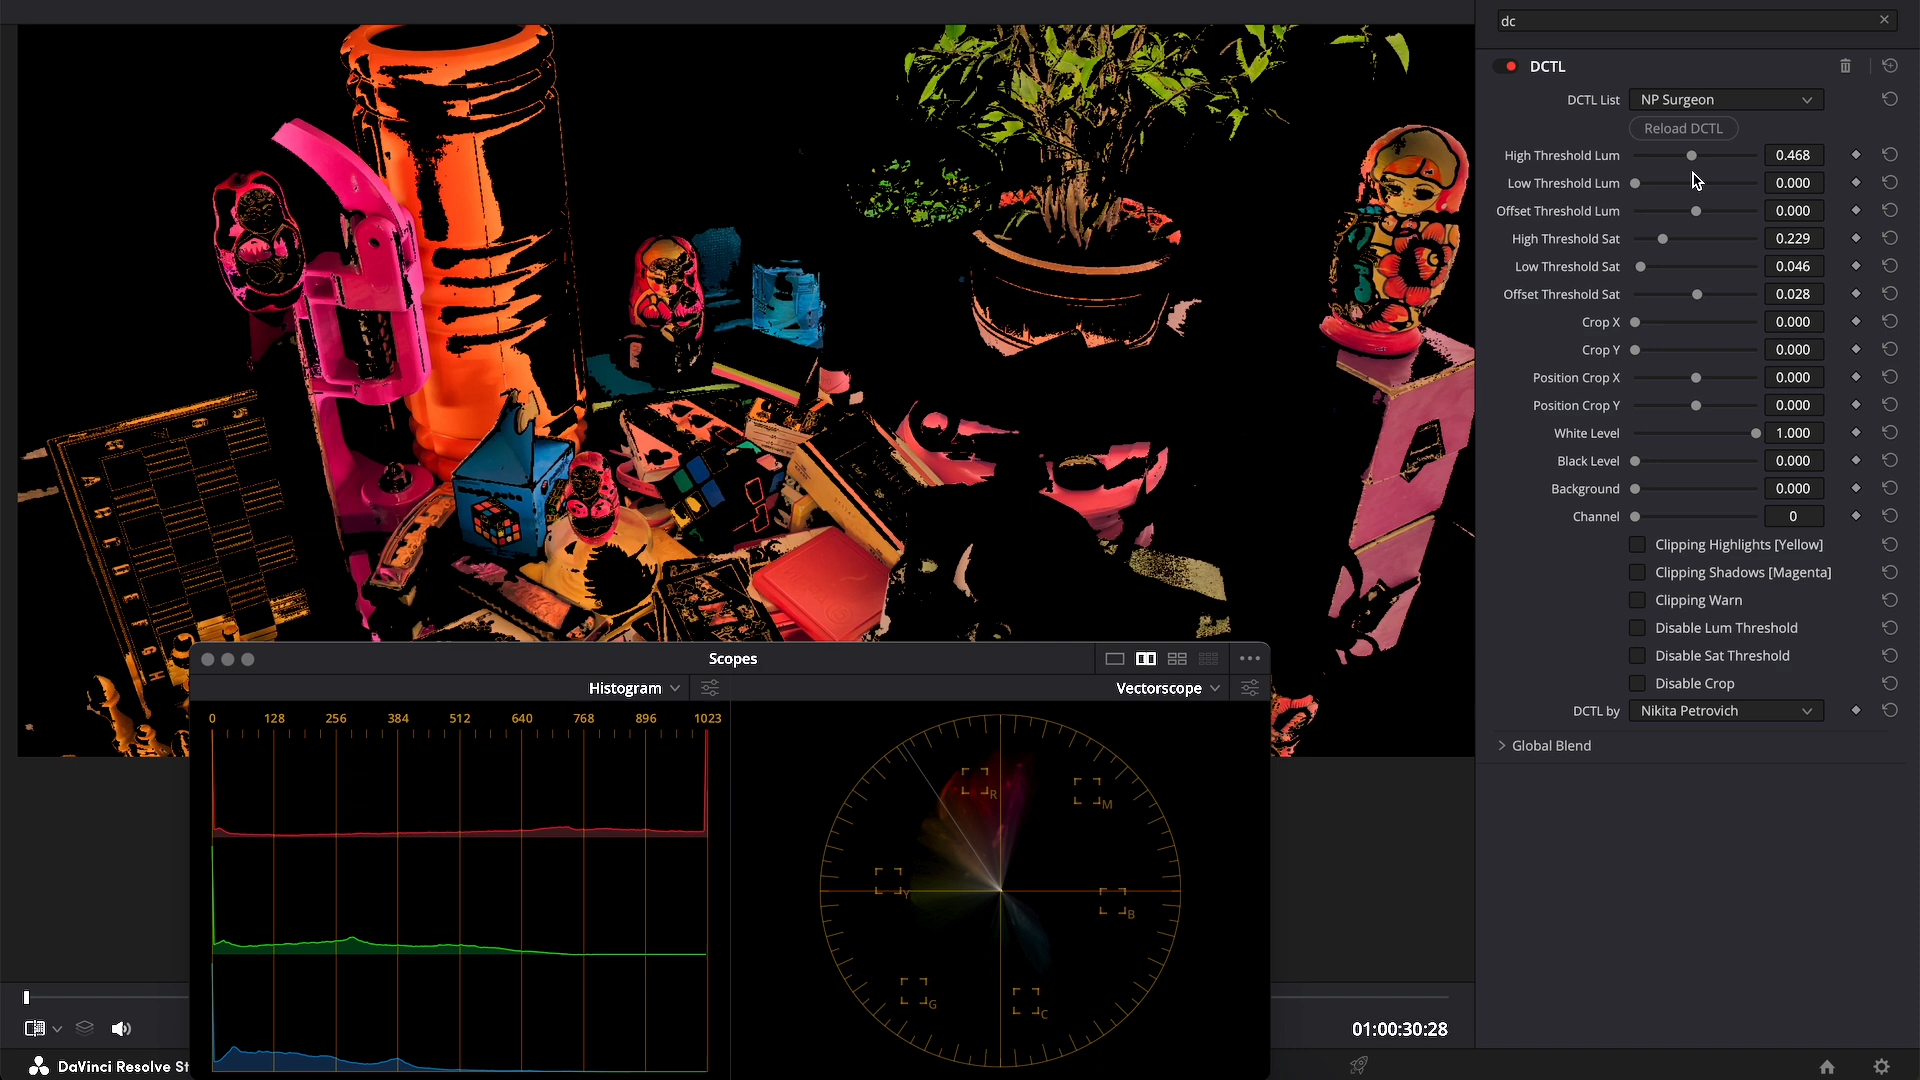 dc
DCTL
DCTL List NP Surgeon
Reload DCTL
High Threshold Lum 0.468
Low Threshold Lum 0.000
Offset Threshold Lum 0.000
High Threshold Sat 0.229
Low Threshold Sat 0.046
Offset Threshold Sat 0.028
Crop X 0.000
Crop Y 0.000
Position Crop X 0.000
Position Crop Y 0.000
White Level 1.000
Black Level 0.000
Background 0.000
Channel 0
Clipping Highlights [Yellow]
Clipping Shadows [Magenta]
Clipping Warn
Disable Lum Threshold
Disable Sat Threshold
Disable Crop
DCTL by Nikita Petrovich
Global Blend
Scopes
Histogram
Vectorscope
0 128 256 384 512 640 768 896 1023
R
M
Y
B
G
C
01:00:30:28
DaVinci Resolve St